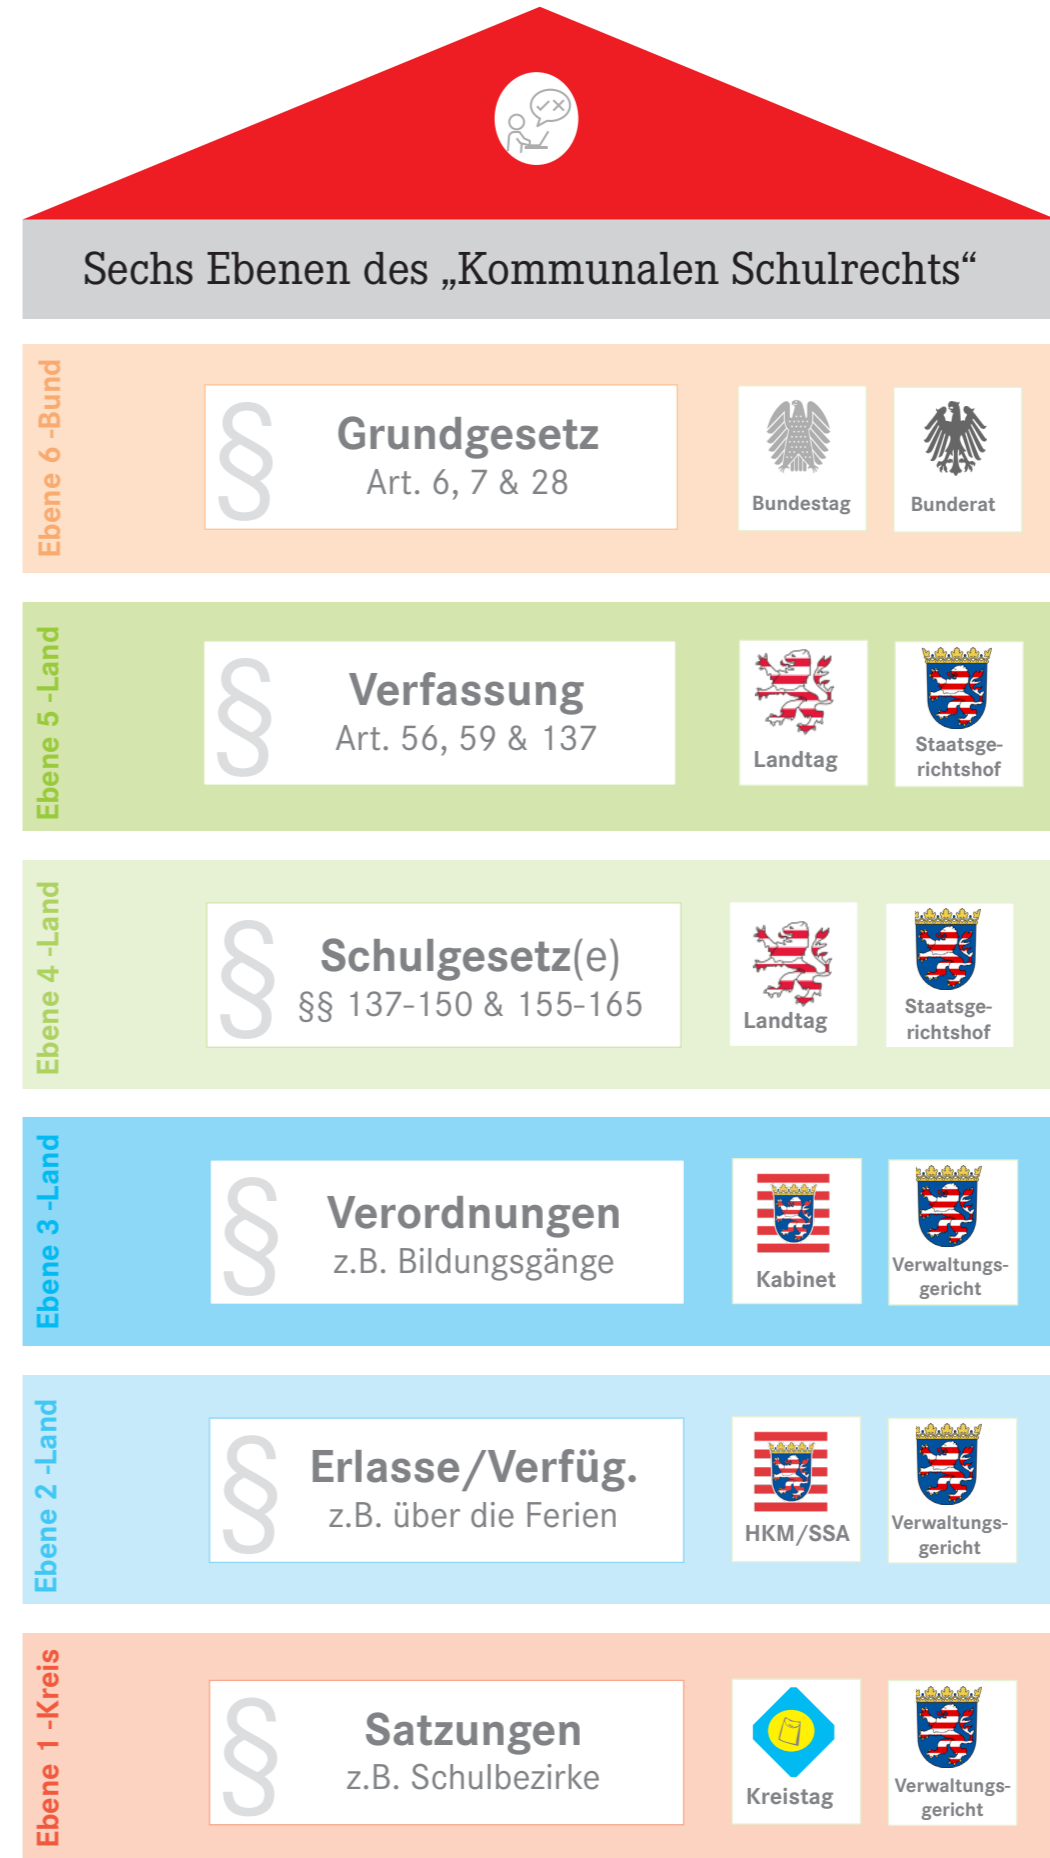 Sechs Ebenen des „Kommunalen Schulrechts“
Ebene 6 -Bund
§
Grundgesetz
Art. 6, 7 & 28
Bundestag
Bunderat
Ebene 5 -Land
§
Verfassung
Art. 56, 59 & 137
Landtag
Staatsge-
richtshof
Ebene 4 -Land
§
Schulgesetz(e)
§§ 137-150 & 155-165
Landtag
Staatsge-
richtshof
Ebene 3 -Land
§
Verordnungen
z.B. Bildungsgänge
Kabinet
Verwaltungs-
gericht
Ebene 2 -Land
§
Erlasse/Verfüg.
z.B. über die Ferien
HKM/SSA
Verwaltungs-
gericht
Ebene 1 -Kreis
§
Satzungen
z.B. Schulbezirke
Kreistag
Verwaltungs-
gericht